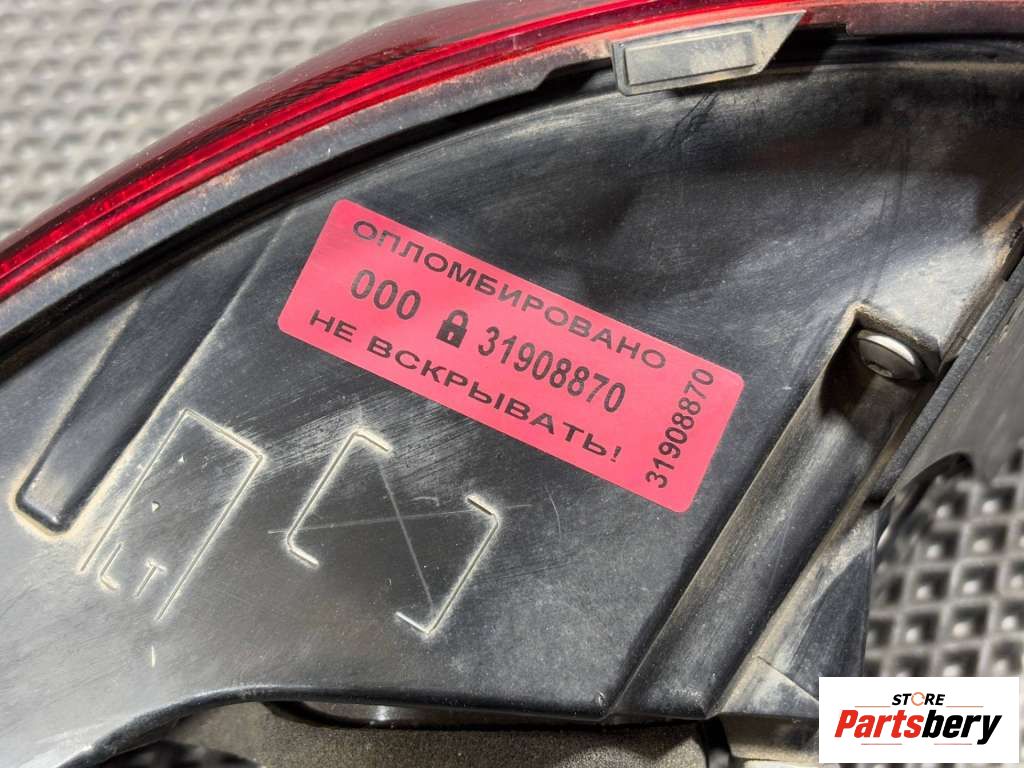 ОПЛОМБИРОВАНО
000 31908870
НЕ ВСКРЫВАТЬ!
31908870
LT
STORE
Partsbery